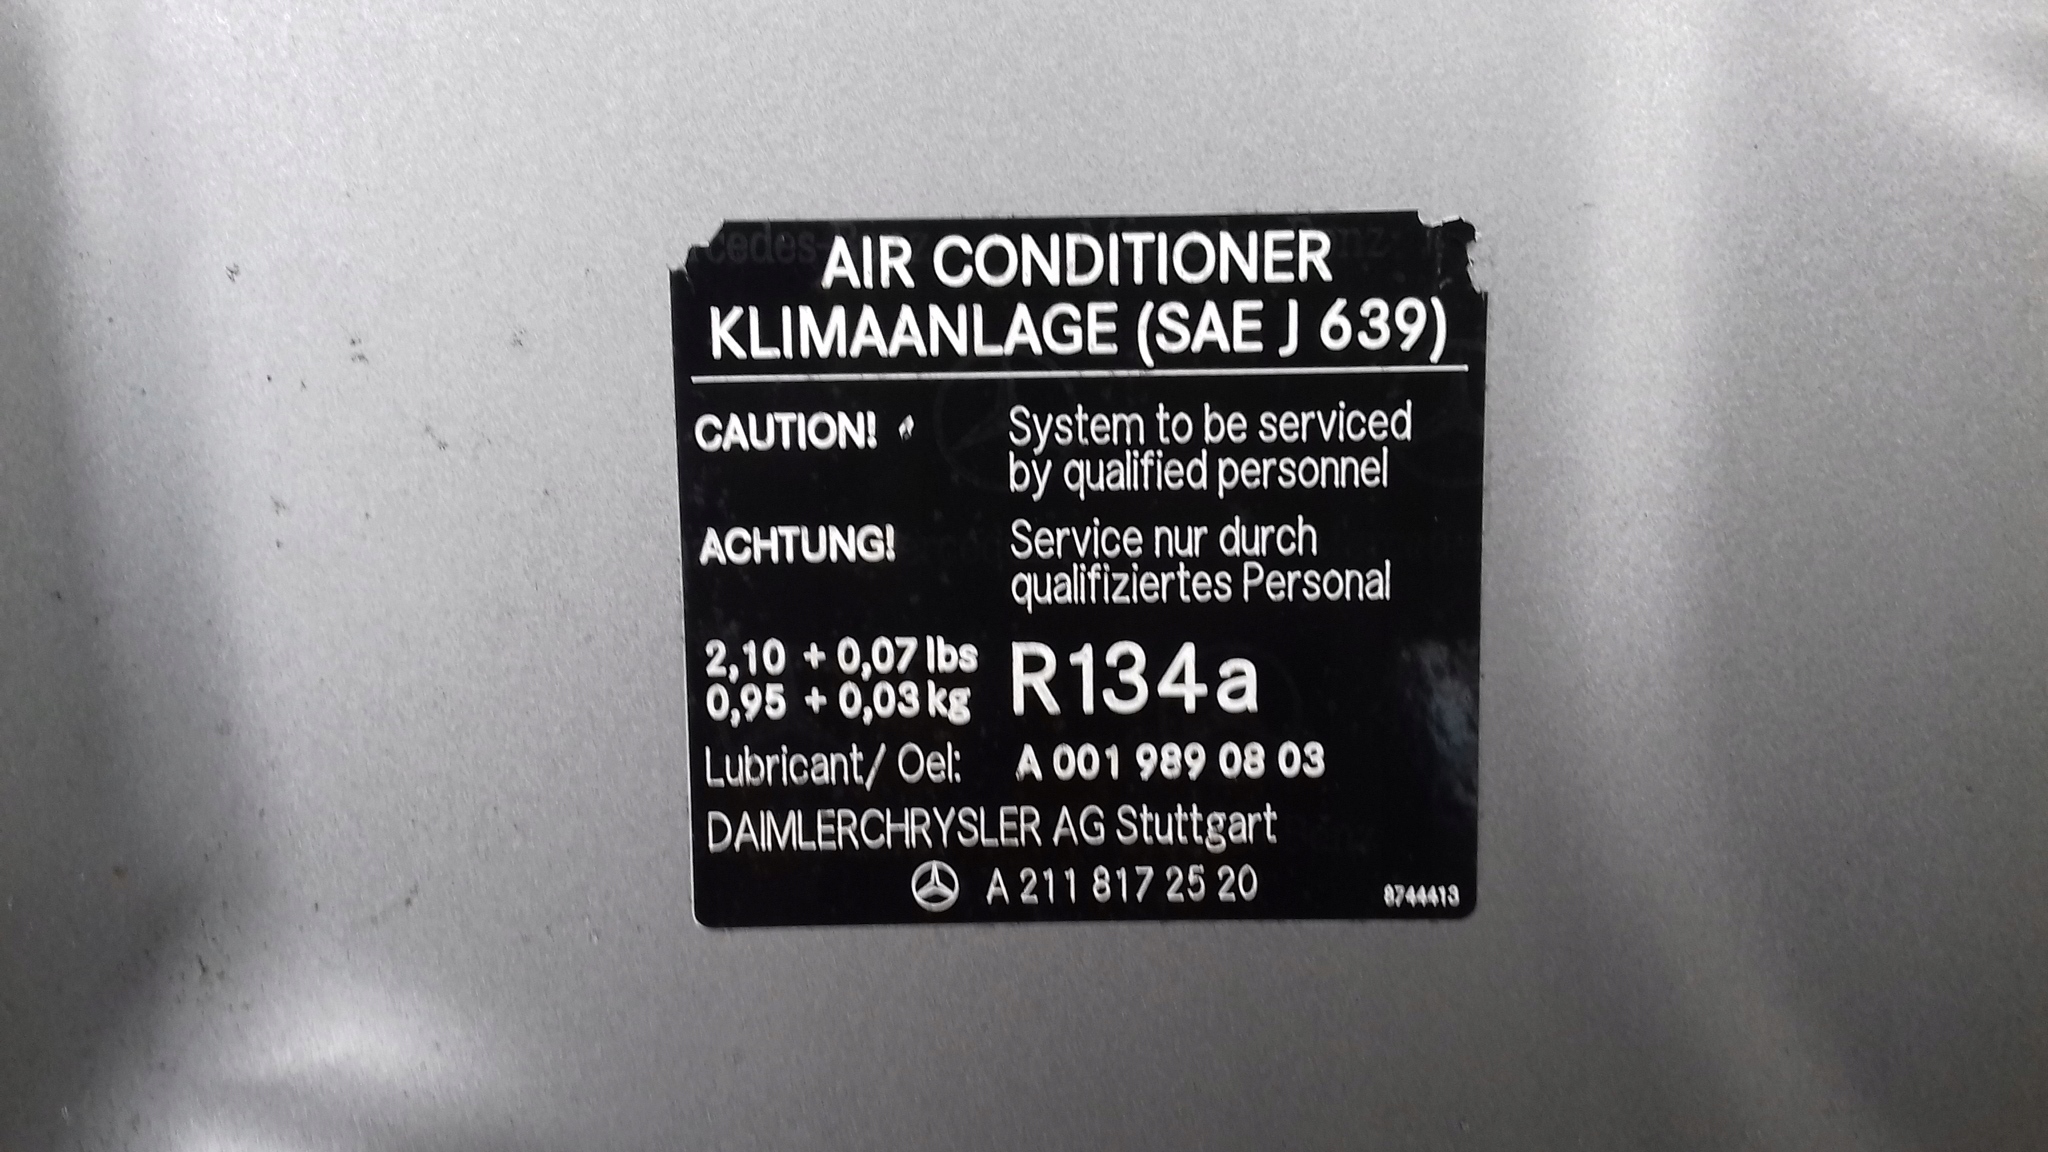 AIR CONDITIONER
KLIMAANLAGE (SAE J 639)
CAUTION! System to be serviced
by qualified personnel
ACHTUNG! Service nur durch
qualifiziertes Personal
2,10 + 0,07 lbs R134a
0,95 + 0,03 kg
Lubricant/ Oel: A 001 989 08 03
DAIMLERCHRYSLER AG Stuttgart
A 211 817 25 20 8744413